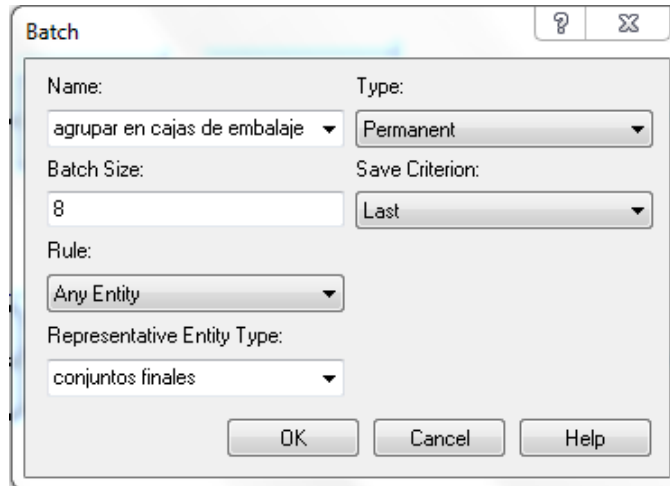 Batch
Name: Type:
agrupar en cajas de embalaje Permanent
Batch Size: Save Criterion:
8 Last
Rule:
Any Entity
Representative Entity Type:
conjuntos finales
OK Cancel Help